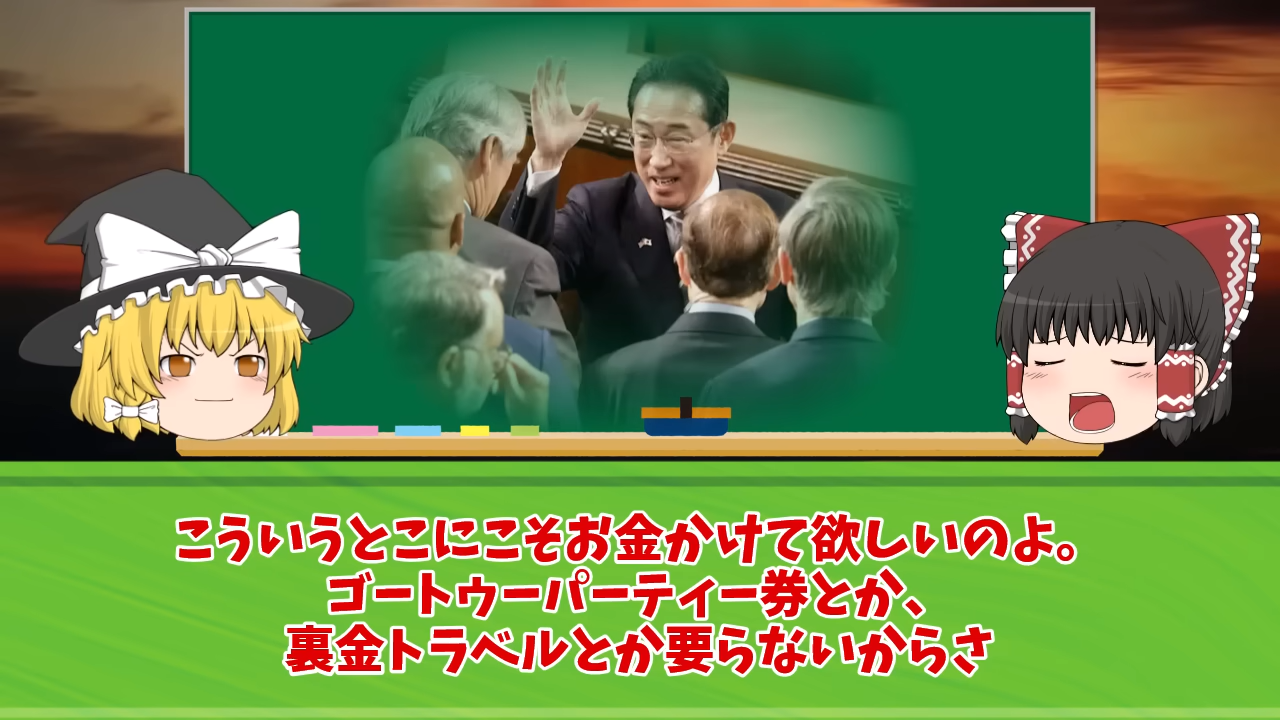 こういうとこにこそお金かけて欲しいのよ。
ゴートゥーパーティー券とか、
裏金トラベルとか要らないからさ